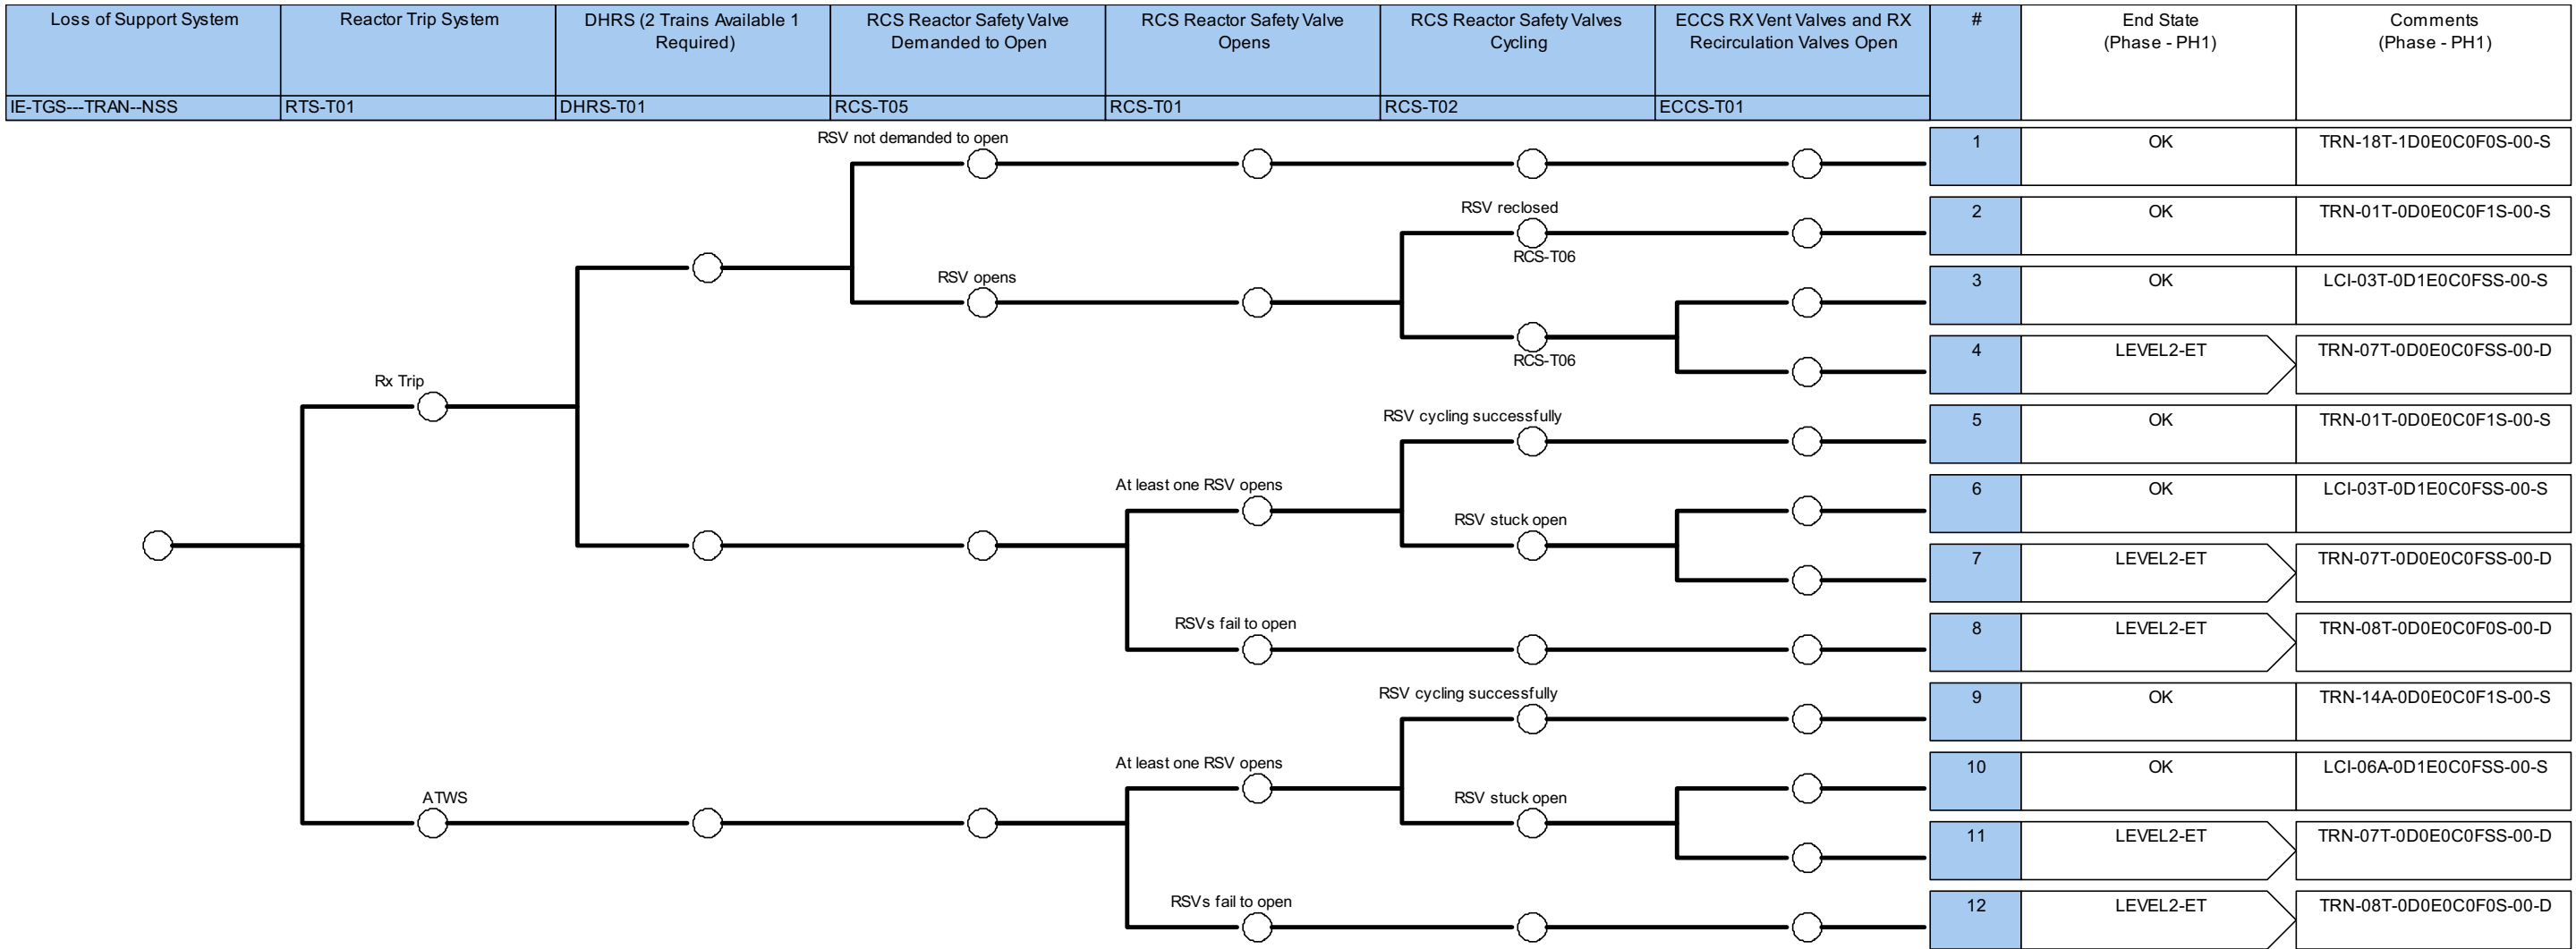 Loss of Support System
Reactor Trip System
DHRS (2 Trains Available 1
Required)
RCS Reactor Safety Valve
Demanded to Open
RCS Reactor Safety Valve
Opens
RCS Reactor Safety Valves
Cycling
ECCS RX Vent Valves and RX
Recirculation Valves Open
#
End State
(Phase - PH1)
Comments
(Phase - PH1)
IE-TGS---TRAN--NSS
RTS-T01
DHRS-T01
RCS-T05
RCS-T01
RCS-T02
ECCS-T01
RSV not demanded to open
1
OK
TRN-18T-1D0E0C0F0S-00-S
RSV reclosed
RCS-T06
2
OK
TRN-01T-0D0E0C0F1S-00-S
RSV opens
3
OK
LCI-03T-0D1E0C0FSS-00-S
RCS-T06
4
LEVEL2-ET
TRN-07T-0D0E0C0FSS-00-D
Rx Trip
RSV cycling successfully
5
OK
TRN-01T-0D0E0C0F1S-00-S
At least one RSV opens
6
OK
LCI-03T-0D1E0C0FSS-00-S
RSV stuck open
7
LEVEL2-ET
TRN-07T-0D0E0C0FSS-00-D
RSVs fail to open
8
LEVEL2-ET
TRN-08T-0D0E0C0F0S-00-D
RSV cycling successfully
9
OK
TRN-14A-0D0E0C0F1S-00-S
At least one RSV opens
10
OK
LCI-06A-0D1E0C0FSS-00-S
ATWS
RSV stuck open
11
LEVEL2-ET
TRN-07T-0D0E0C0FSS-00-D
RSVs fail to open
12
LEVEL2-ET
TRN-08T-0D0E0C0F0S-00-D